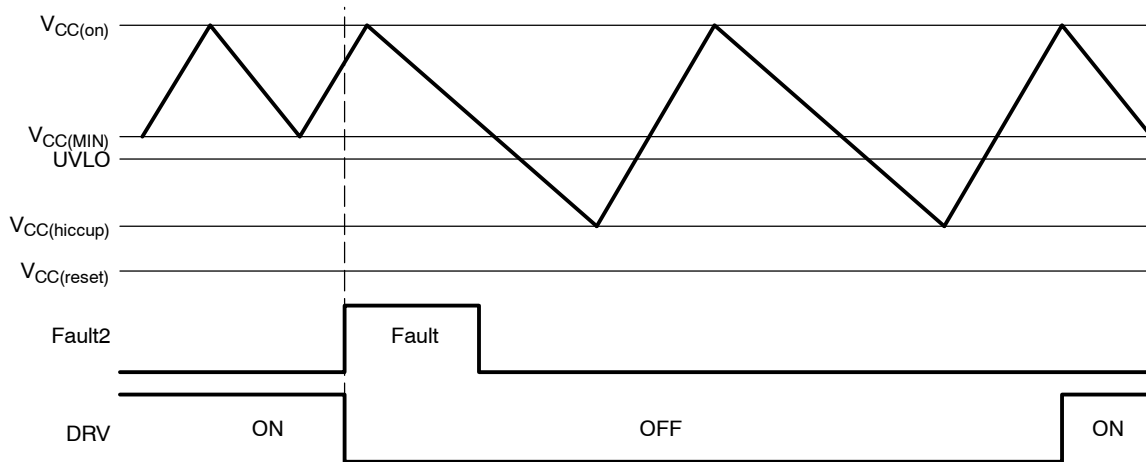 VCC(on)
VCC(MIN)
UVLO
VCC(hiccup)
VCC(reset)
Fault2
Fault
DRV
ON
OFF
ON